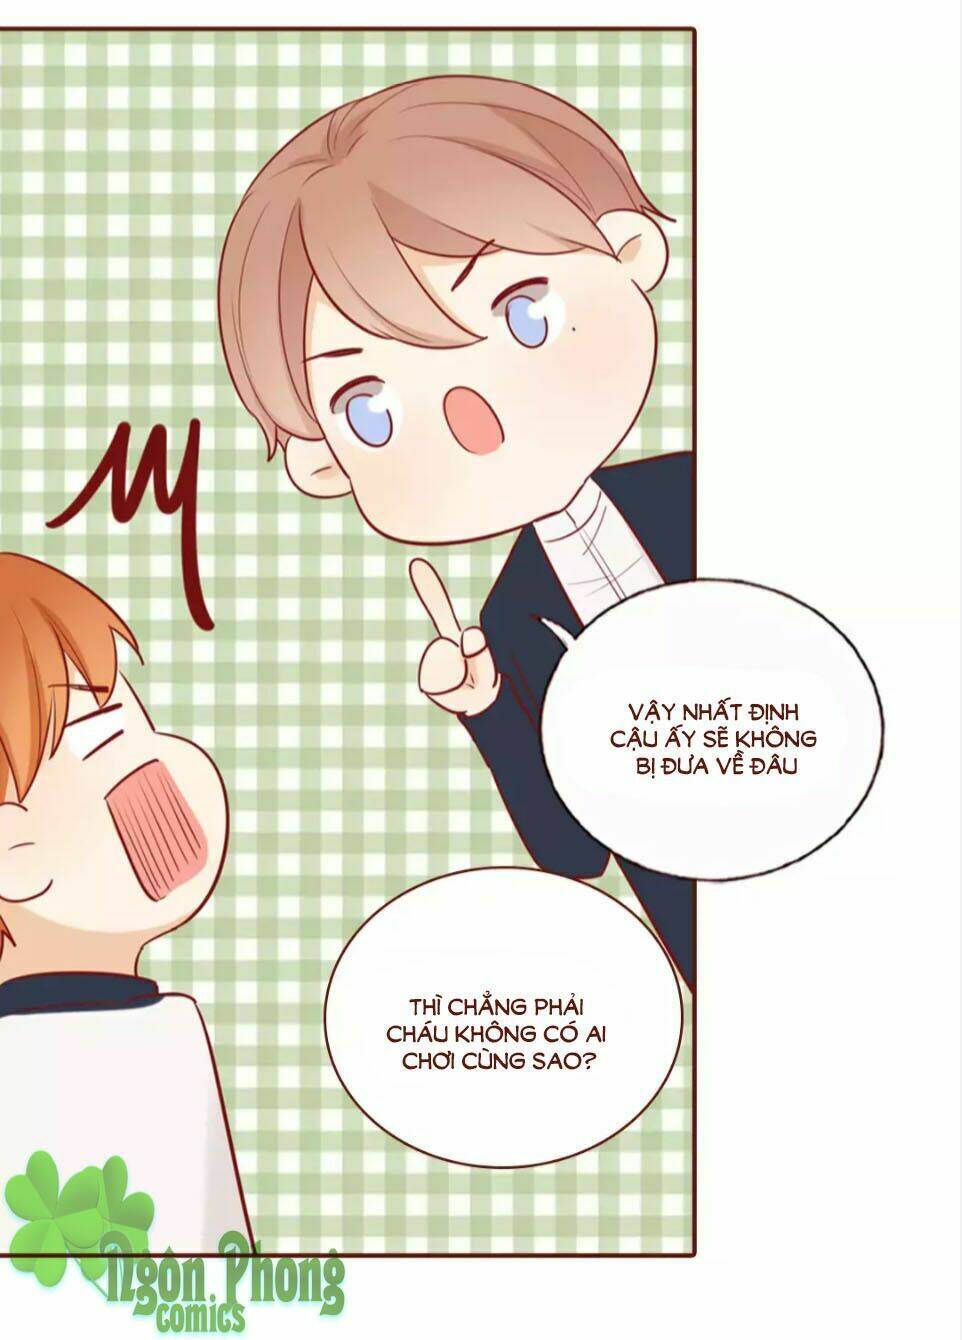 VẬY NHẤT ĐỊNH
CẬU ẤY SẼ KHÔNG
BỊ ĐƯA VỀ ĐÂU
THÌ CHẲNG PHẢI
CHÁU KHÔNG CÓ AI
CHƠI CÙNG SAO?
Ngôn Phong
comics